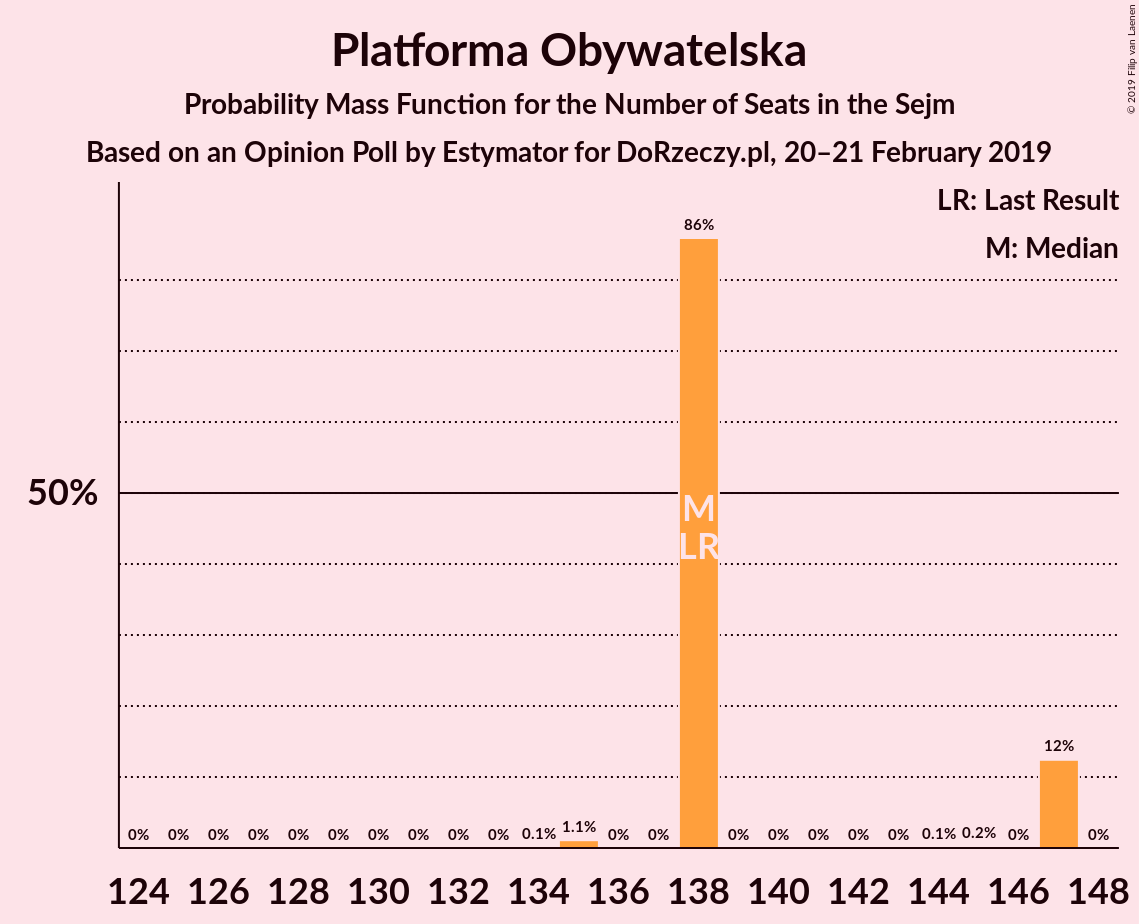 Platforma Obywatelska
Probability Mass Function for the Number of Seats in the Sejm
Based on an Opinion Poll by Estymator for DoRzeczy.pl, 20–21 February 2019
© 2019 Filip van Laenen
LR: Last Result
M: Median
86%
50%
M
LR
12%
0% 0% 0% 0% 0% 0% 0% 0% 0% 0% 0.1% 1.1% 0% 0% 0% 0% 0% 0% 0% 0.1% 0.2% 0% 0%
124 126 128 130 132 134 136 138 140 142 144 146 148